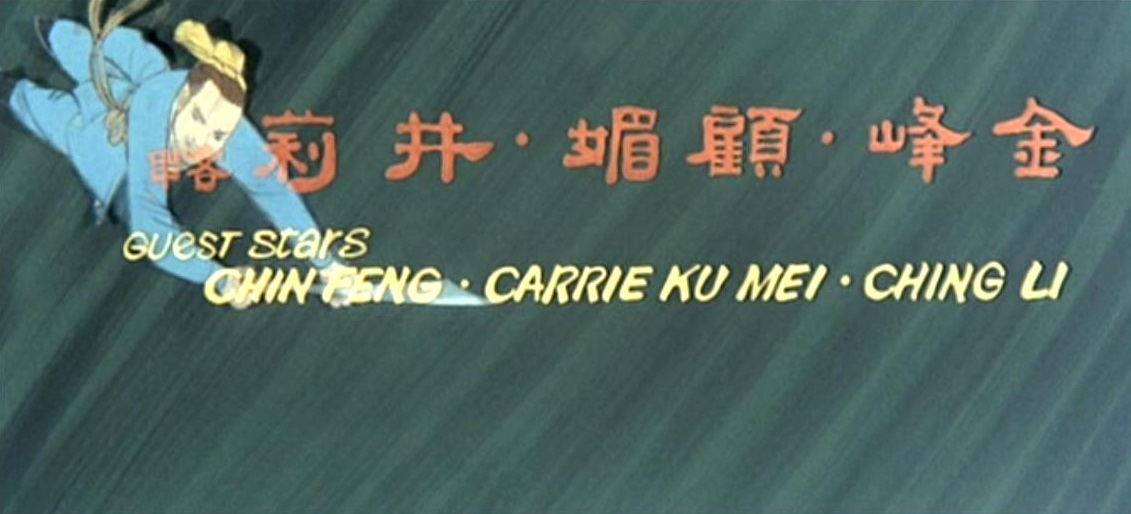 金峰·顧媚·井莉
GUEST STARS
CHIN FENG · CARRIE KU MEI · CHING LI